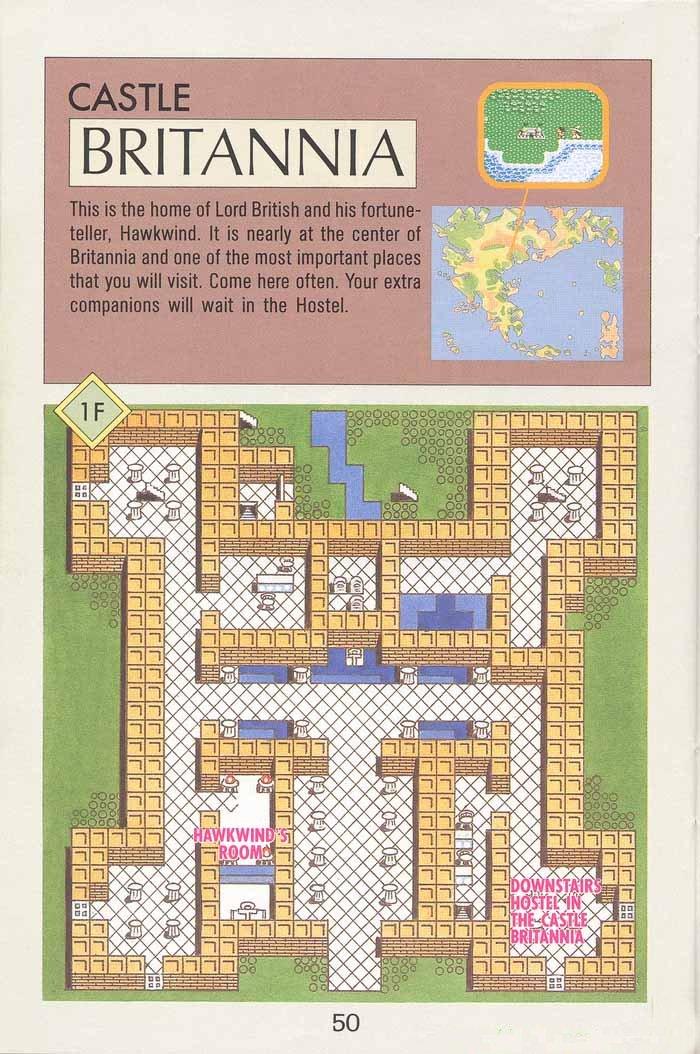 CASTLE
BRITANNIA
This is the home of Lord British and his fortune-
teller, Hawkwind. It is nearly at the center of
Britannia and one of the most important places
that you will visit. Come here often. Your extra
companions will wait in the Hostel.
1F
HAWKWIND'S
ROOM
DOWNSTAIRS
HOSTEL IN
THE CASTLE
BRITANNIA.
50